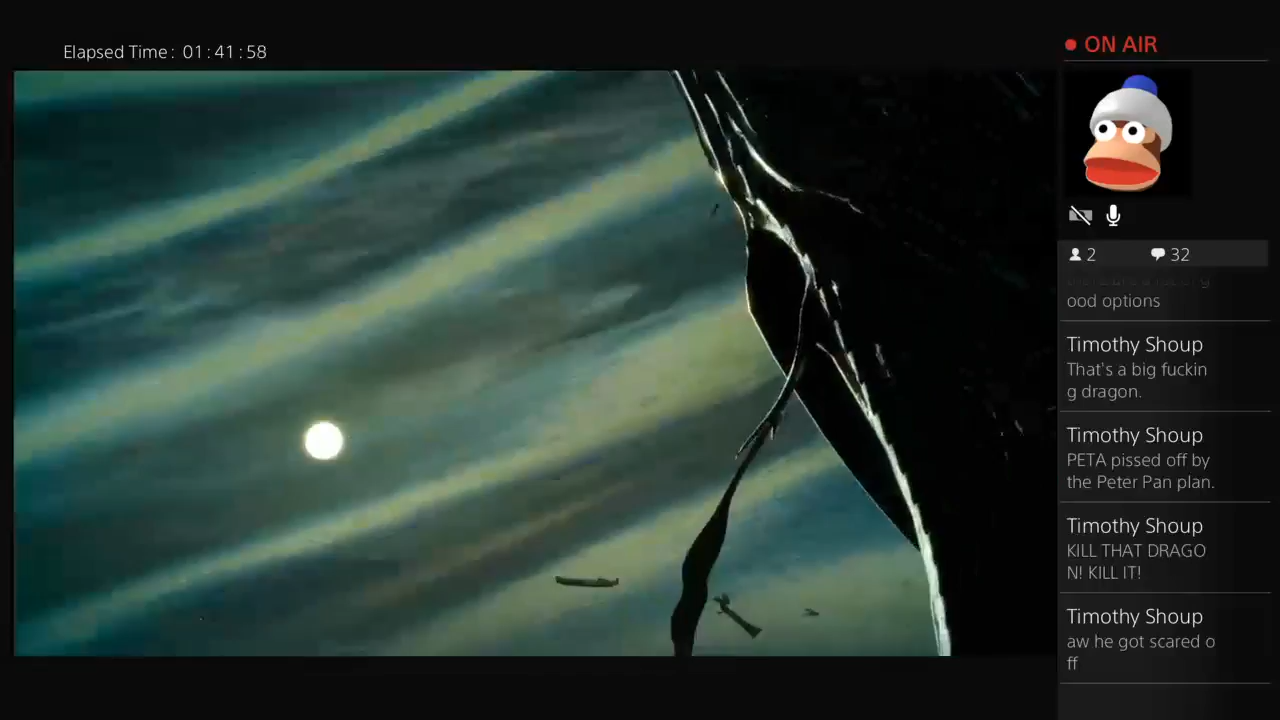 Elapsed Time: 01:41:58
ON AIR
2 32
ood options
Timothy Shoup
That's a big fuckin
g dragon.
Timothy Shoup
PETA pissed off by
the Peter Pan plan.
Timothy Shoup
KILL THAT DRAGO
N! KILL IT!
Timothy Shoup
aw he got scared o
ff